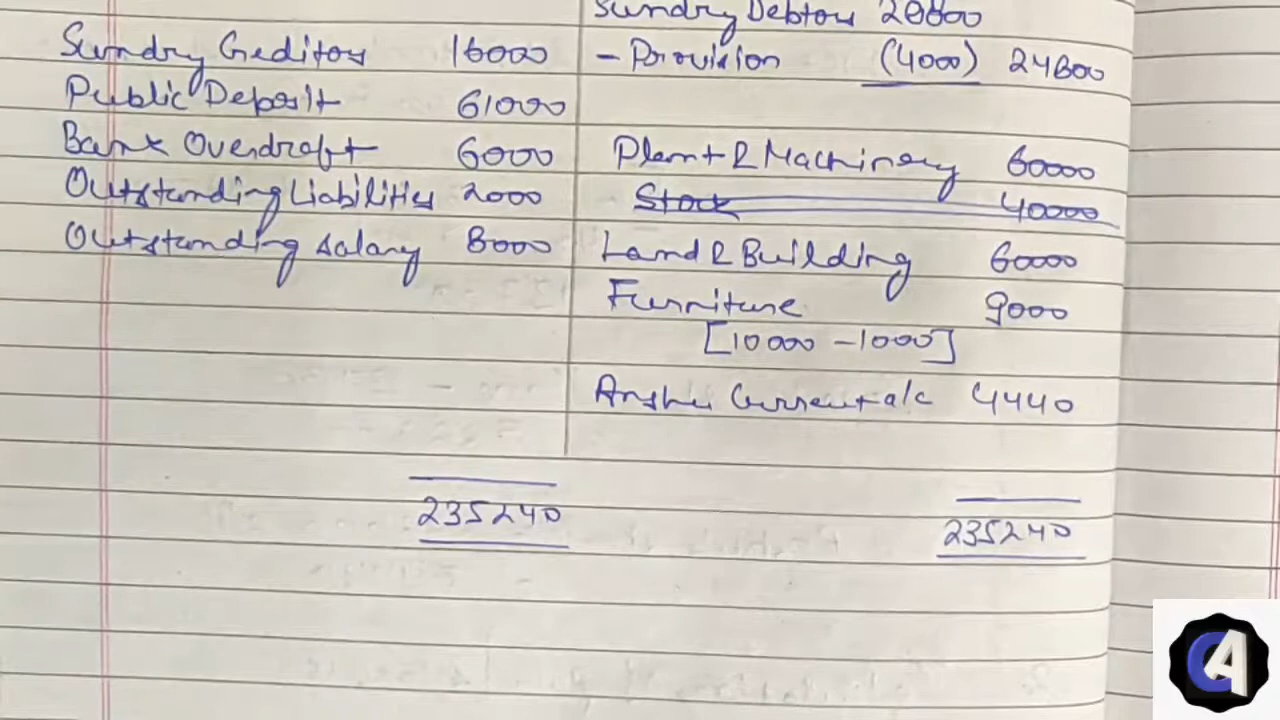 Sundry Debtors 28800
Sundry Creditors 16000
- Provision (4000) 24800
Public Deposit 61000
Bank Overdraft 6000
Plant & Machinery 60000
Outstanding Liabilities 2000
Stock 40000
Outstanding Salary 8000
Land & Building 60000
Furniture 9000
[10000 - 1000]
Anshu Current a/c 4440
235240
235240
CA